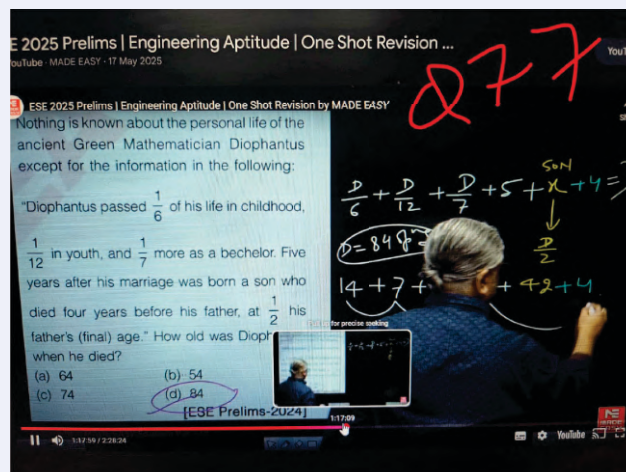 E 2025 Prelims | Engineering Aptitude | One Shot Revision ...
YouTube · MADE EASY · 17 May 2025
YouT
Q77
ESE 2025 Prelims | Engineering Aptitude | One Shot Revision by MADE EASY
Nothing is known about the personal life of the
ancient Green Mathematician Diophantus
except for the information in the following:
"Diophantus passed 1/6 of his life in childhood,
1/12 in youth, and 1/7 more as a bechelor. Five
years after his marriage was born a son who
died four years before his father, at 1/2 his
father's (final) age." How old was Dioph
when he died?
(a) 64 (b) 54
(c) 74 (d) 84
[ESE Prelims-2024]
SON
D/6 + D/12 + D/7 + 5 + x + 4 =
D/2
D = 84
14 + 7 + + 42 + 4
for precise seeking
1:17:09
1:17:59 / 2:28:24
YouTube
MADE